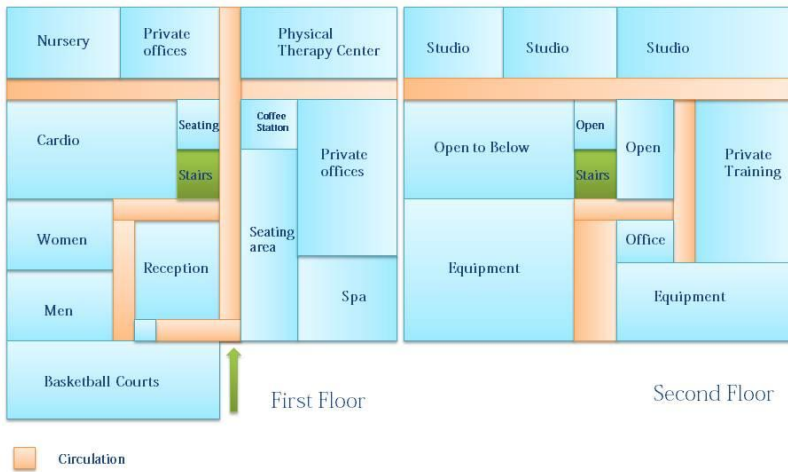 Nursery
Private
offices
Physical
Therapy Center
Cardio
Seating
Stairs
Coffee
Station
Private
offices
Women
Reception
Seating
area
Men
Spa
Basketball Courts
First Floor
Studio
Studio
Studio
Open to Below
Open
Stairs
Open
Private
Training
Equipment
Office
Equipment
Second Floor
Circulation